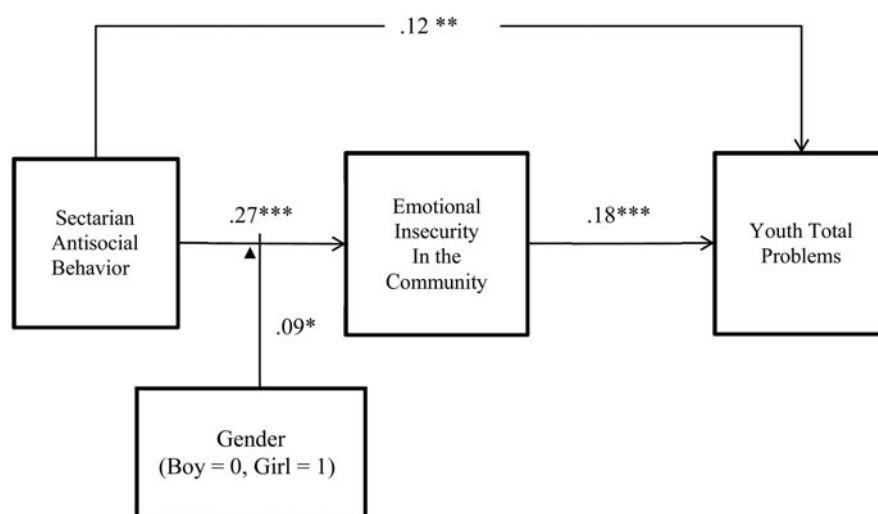 .12 **
Sectarian
Antisocial
Behavior
.27***
Emotional
Insecurity
In the
Community
.18***
Youth Total
Problems
.09*
Gender
(Boy = 0, Girl = 1)